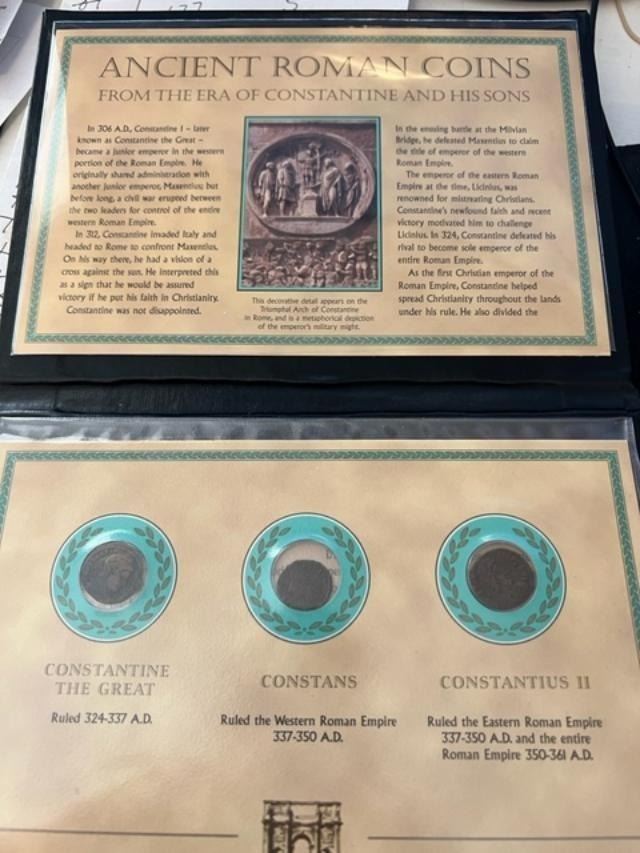 ANCIENT ROMAN COINS
FROM THE ERA OF CONSTANTINE AND HIS SONS
In 306 A.D., Constantine I – later
known as Constantine the Great –
became a junior emperor in the western
portion of the Roman Empire. He
originally shared administration with
another junior emperor, Maxentius; but
before long, a civil war erupted between
the two leaders for control of the entire
western Roman Empire.
In 312, Constantine invaded Italy and
headed to Rome to confront Maxentius.
On his way there, he had a vision of a
cross against the sun. He interpreted this
as a sign that he would be assured
victory if he put his faith in Christianity.
Constantine was not disappointed.
This decorative detail appears on the
Triumphal Arch of Constantine
in Rome, and is a metaphorical depiction
of the emperor's military might.
In the ensuing battle at the Milvian
Bridge, he defeated Maxentius to claim
the title of emperor of the western
Roman Empire.
The emperor of the eastern Roman
Empire at the time, Licinius, was
renowned for mistreating Christians.
Constantine's newfound faith and recent
victory motivated him to challenge
Licinius. In 324, Constantine defeated his
rival to become sole emperor of the
entire Roman Empire.
As the first Christian emperor of the
Roman Empire, Constantine helped
spread Christianity throughout the lands
under his rule. He also divided the
CONSTANTINE
THE GREAT
Ruled 324-337 A.D.
CONSTANS
Ruled the Western Roman Empire
337-350 A.D.
CONSTANTIUS II
Ruled the Eastern Roman Empire
337-350 A.D. and the entire
Roman Empire 350-361 A.D.